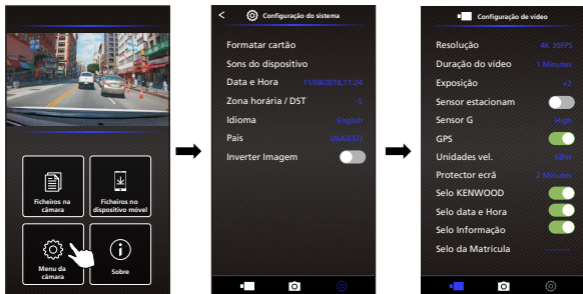 Ficheiros na
câmara
Ficheiros no
dispositivo móvel
Menu da
câmara
Sobre
< Configuração do sistema
Formatar cartão
Sons do dispositivo
Data e Hora 11/08/2018,11:24
Zona horária / DST -5
Idioma English
País USA(EST)
Inverter Imagem
Configuração de vídeo
Resolução 4K 30FPS
Duração do vídeo 1 Minutes
Exposição +2
Sensor estacionam
Sensor G High
GPS
Unidades vel. MPH
Protector ecrã 2 Minutes
Selo KENWOOD
Selo data e Hora
Selo Informação
Selo da Matrícula --------